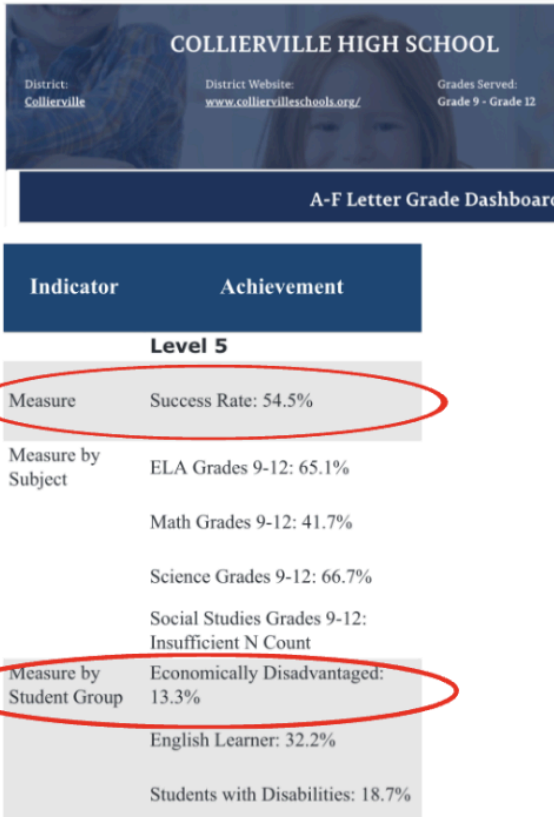 COLLIERVILLE HIGH SCHOOL
District:
Collierville
District Website:
www.colliervilleschools.org/
Grades Served:
Grade 9 - Grade 12
A-F Letter Grade Dashboard
Indicator Achievement
Level 5
Measure Success Rate: 54.5%
Measure by
Subject
ELA Grades 9-12: 65.1%
Math Grades 9-12: 41.7%
Science Grades 9-12: 66.7%
Social Studies Grades 9-12:
Insufficient N Count
Measure by
Student Group
Economically Disadvantaged:
13.3%
English Learner: 32.2%
Students with Disabilities: 18.7%